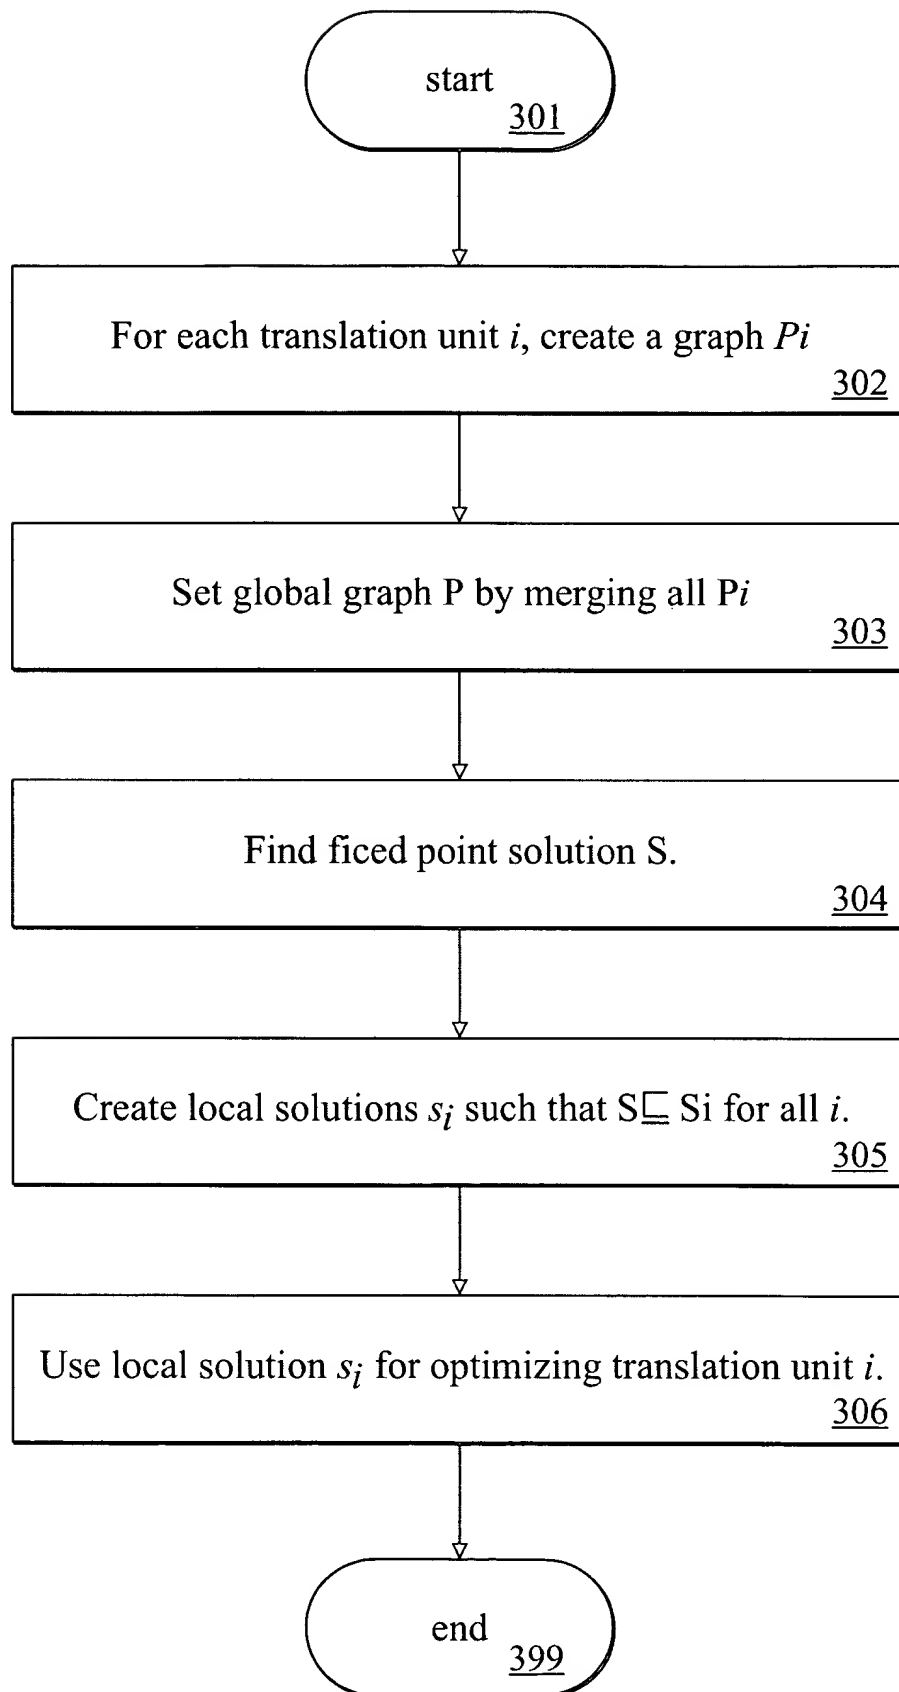 start
301
For each translation unit i, create a graph Pi
302
Set global graph P by merging all Pi
303
Find ficed point solution S.
304
Create local solutions si such that S⊑ Si for all i.
305
Use local solution si for optimizing translation unit i.
306
end
399